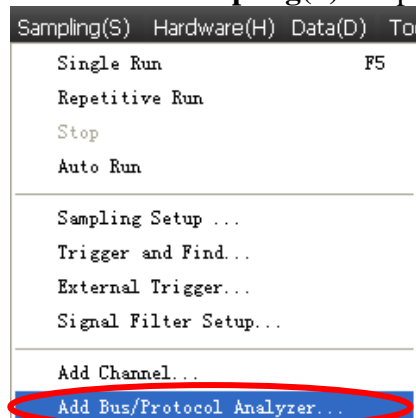 Sampling(S) Hardware(H) Data(D) To
Single Run F5
Repetitive Run
Stop
Auto Run
Sampling Setup ...
Trigger and Find...
External Trigger...
Signal Filter Setup...
Add Channel...
Add Bus/Protocol Analyzer...